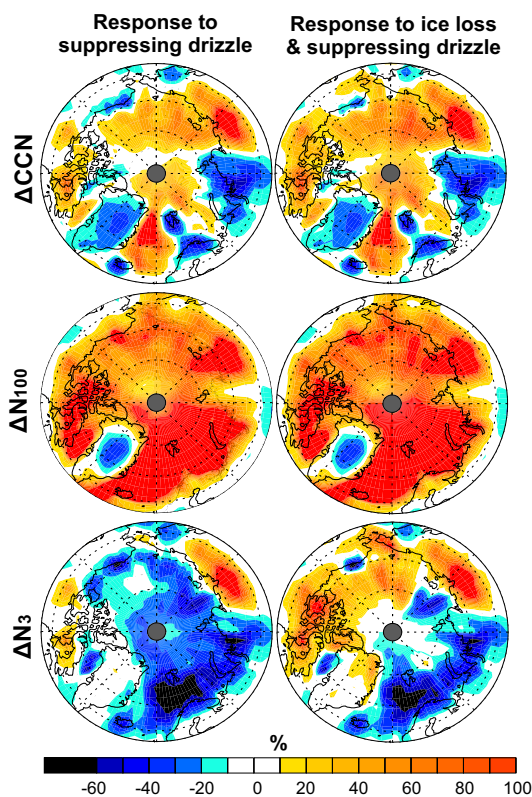 Response to
suppressing drizzle
Response to ice loss
& suppressing drizzle
ΔCCN
ΔN100
ΔN3
%
-60 -40 -20 0 20 40 60 80 100